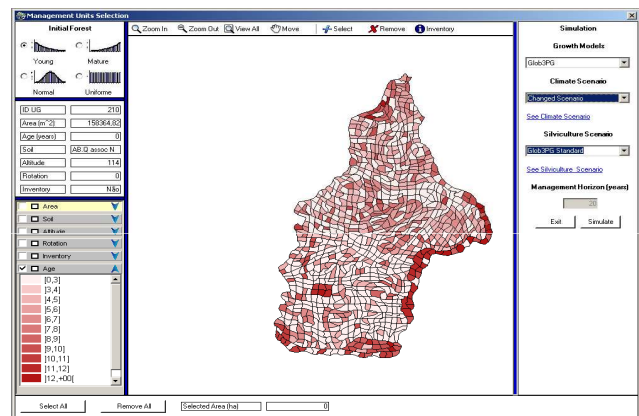 Management Units Selection
Initial Forest
Young
Mature
Normal
Uniforme
ID UG 210
Area (m^2) 158364,82
Age (years) 0
Soil AB.Q assoc N
Altitude 114
Rotation 0
Inventory Não
Area
Soil
Altitude
Rotation
Inventory
Age
]0,3]
]3,4]
]4,5]
]5,6]
]6,7]
]7,8]
]8,9]
]9,10]
]10,11]
]11,12]
]12,+00[
Zoom In Zoom Out View All Move Select Remove Inventory
Simulation
Growth Models
Glob3PG
Climate Scenario
Changed Scenario
See Climate Scenario
Silviculture Scenario
Glob3PG Standard
See Silviculture Scenario
Management Horizon (years)
20
Exit Simulate
Select All Remove All Selected Area (ha) 0